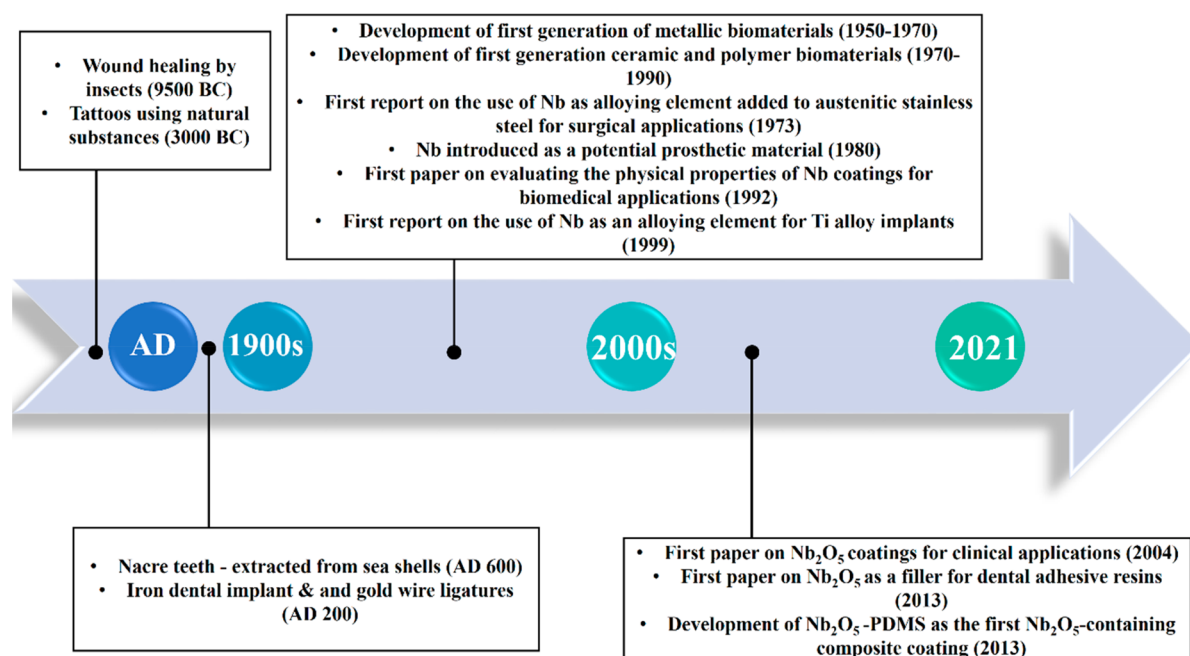 • Wound healing by
insects (9500 BC)
• Tattoos using natural
substances (3000 BC)
• Development of first generation of metallic biomaterials (1950-1970)
• Development of first generation ceramic and polymer biomaterials (1970-
1990)
• First report on the use of Nb as alloying element added to austenitic stainless
steel for surgical applications (1973)
• Nb introduced as a potential prosthetic material (1980)
• First paper on evaluating the physical properties of Nb coatings for
biomedical applications (1992)
• First report on the use of Nb as an alloying element for Ti alloy implants
(1999)
AD
1900s
2000s
2021
• Nacre teeth - extracted from sea shells (AD 600)
• Iron dental implant & and gold wire ligatures
(AD 200)
• First paper on Nb₂O₅ coatings for clinical applications (2004)
• First paper on Nb₂O₅ as a filler for dental adhesive resins
(2013)
• Development of Nb₂O₅ -PDMS as the first Nb₂O₅-containing
composite coating (2013)